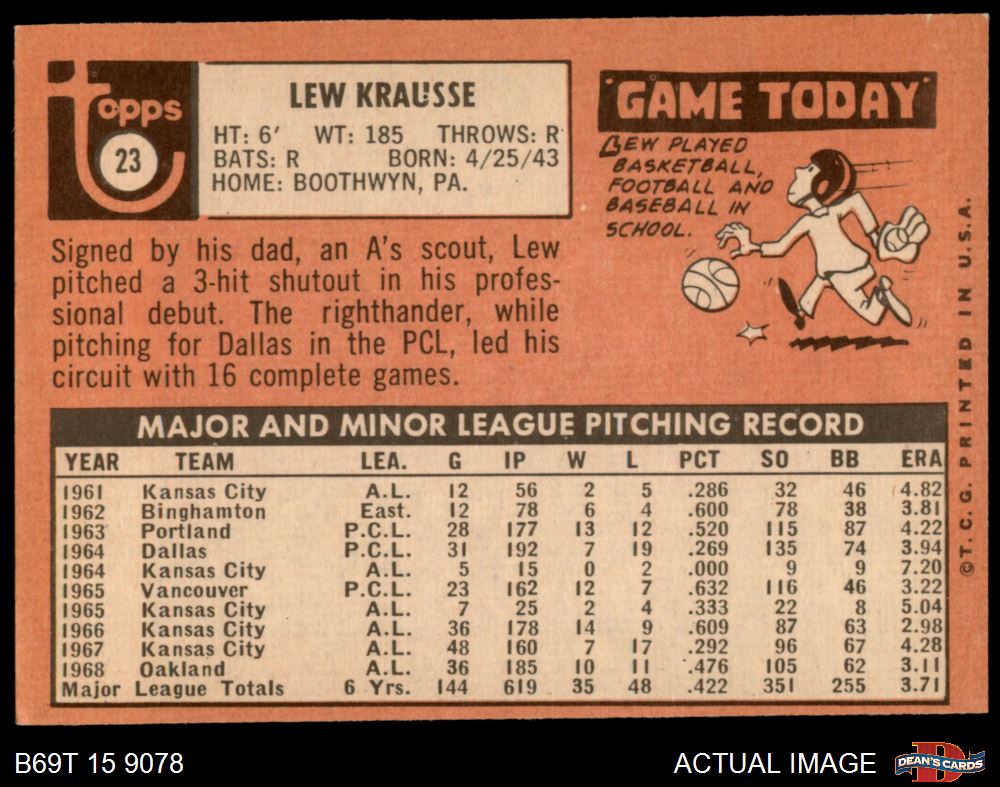 topps
23
LEW KRAUSSE
HT: 6' WT: 185 THROWS: R
BATS: R BORN: 4/25/43
HOME: BOOTHWYN, PA.
Signed by his dad, an A's scout, Lew
pitched a 3-hit shutout in his profes-
sional debut. The righthander, while
pitching for Dallas in the PCL, led his
circuit with 16 complete games.
"GAME TODAY"
LEW PLAYED
BASKETBALL,
FOOTBALL AND
BASEBALL IN
SCHOOL.
©T.C.G. PRINTED IN U.S.A.
MAJOR AND MINOR LEAGUE PITCHING RECORD
YEAR TEAM LEA. G IP W L PCT SO BB ERA
1961 Kansas City A.L. 12 56 2 5 .286 32 46 4.82
1962 Binghamton East. 12 78 6 4 .600 78 38 3.81
1963 Portland P.C.L. 28 177 13 12 .520 115 87 4.22
1964 Dallas P.C.L. 31 192 7 19 .269 135 74 3.94
1964 Kansas City A.L. 5 15 0 2 .000 9 9 7.20
1965 Vancouver P.C.L. 23 162 12 7 .632 116 46 3.22
1965 Kansas City A.L. 7 25 2 4 .333 22 8 5.04
1966 Kansas City A.L. 36 178 14 9 .609 87 63 2.98
1967 Kansas City A.L. 48 160 7 17 .292 96 67 4.28
1968 Oakland A.L. 36 185 10 11 .476 105 62 3.11
Major League Totals 6 Yrs. 144 619 35 48 .422 351 255 3.71
B69T 15 9078
ACTUAL IMAGE
D
DEAN'S CARDS